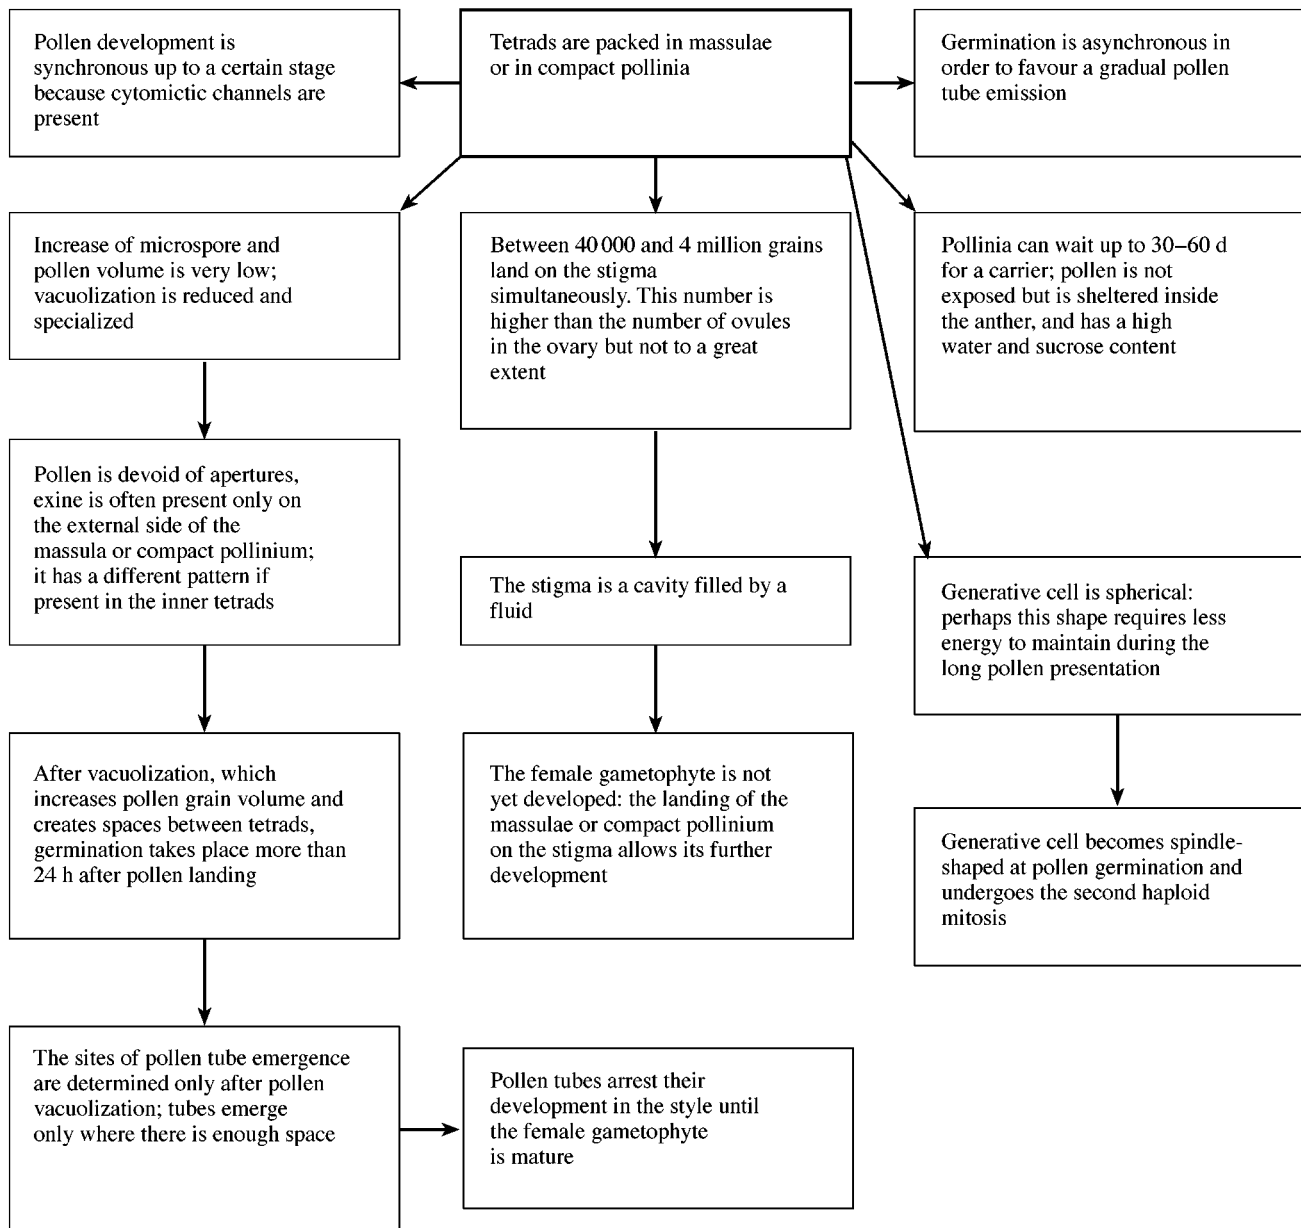 Pollen development is
synchronous up to a certain stage
because cytomictic channels are
present
Tetrads are packed in massulae
or in compact pollinia
Germination is asynchronous in
order to favour a gradual pollen
tube emission
Increase of microspore and
pollen volume is very low;
vacuolization is reduced and
specialized
Between 40 000 and 4 million grains
land on the stigma
simultaneously. This number is
higher than the number of ovules
in the ovary but not to a great
extent
Pollinia can wait up to 30–60 d
for a carrier; pollen is not
exposed but is sheltered inside
the anther, and has a high
water and sucrose content
Pollen is devoid of apertures,
exine is often present only on
the external side of the
massula or compact pollinium;
it has a different pattern if
present in the inner tetrads
The stigma is a cavity filled by a
fluid
Generative cell is spherical:
perhaps this shape requires less
energy to maintain during the
long pollen presentation
After vacuolization, which
increases pollen grain volume and
creates spaces between tetrads,
germination takes place more than
24 h after pollen landing
The female gametophyte is not
yet developed: the landing of the
massulae or compact pollinium
on the stigma allows its further
development
Generative cell becomes spindle-
shaped at pollen germination and
undergoes the second haploid
mitosis
The sites of pollen tube emergence
are determined only after pollen
vacuolization; tubes emerge
only where there is enough space
Pollen tubes arrest their
development in the style until
the female gametophyte
is mature